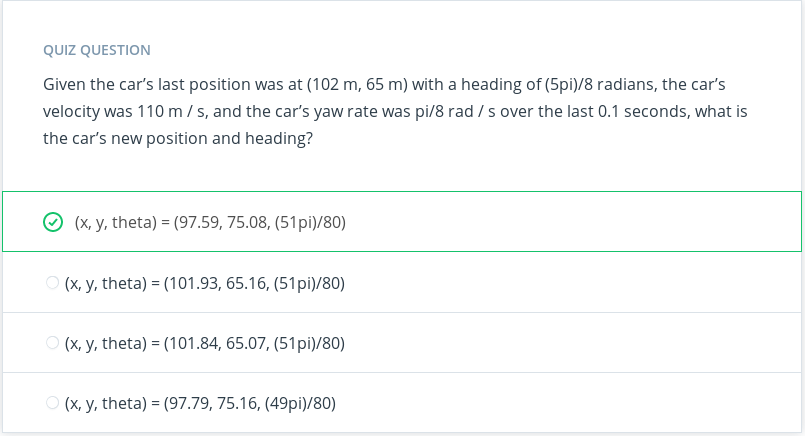 QUIZ QUESTION
Given the car’s last position was at (102 m, 65 m) with a heading of (5pi)/8 radians, the car’s
velocity was 110 m / s, and the car’s yaw rate was pi/8 rad / s over the last 0.1 seconds, what is
the car’s new position and heading?
(x, y, theta) = (97.59, 75.08, (51pi)/80)
(x, y, theta) = (101.93, 65.16, (51pi)/80)
(x, y, theta) = (101.84, 65.07, (51pi)/80)
(x, y, theta) = (97.79, 75.16, (49pi)/80)